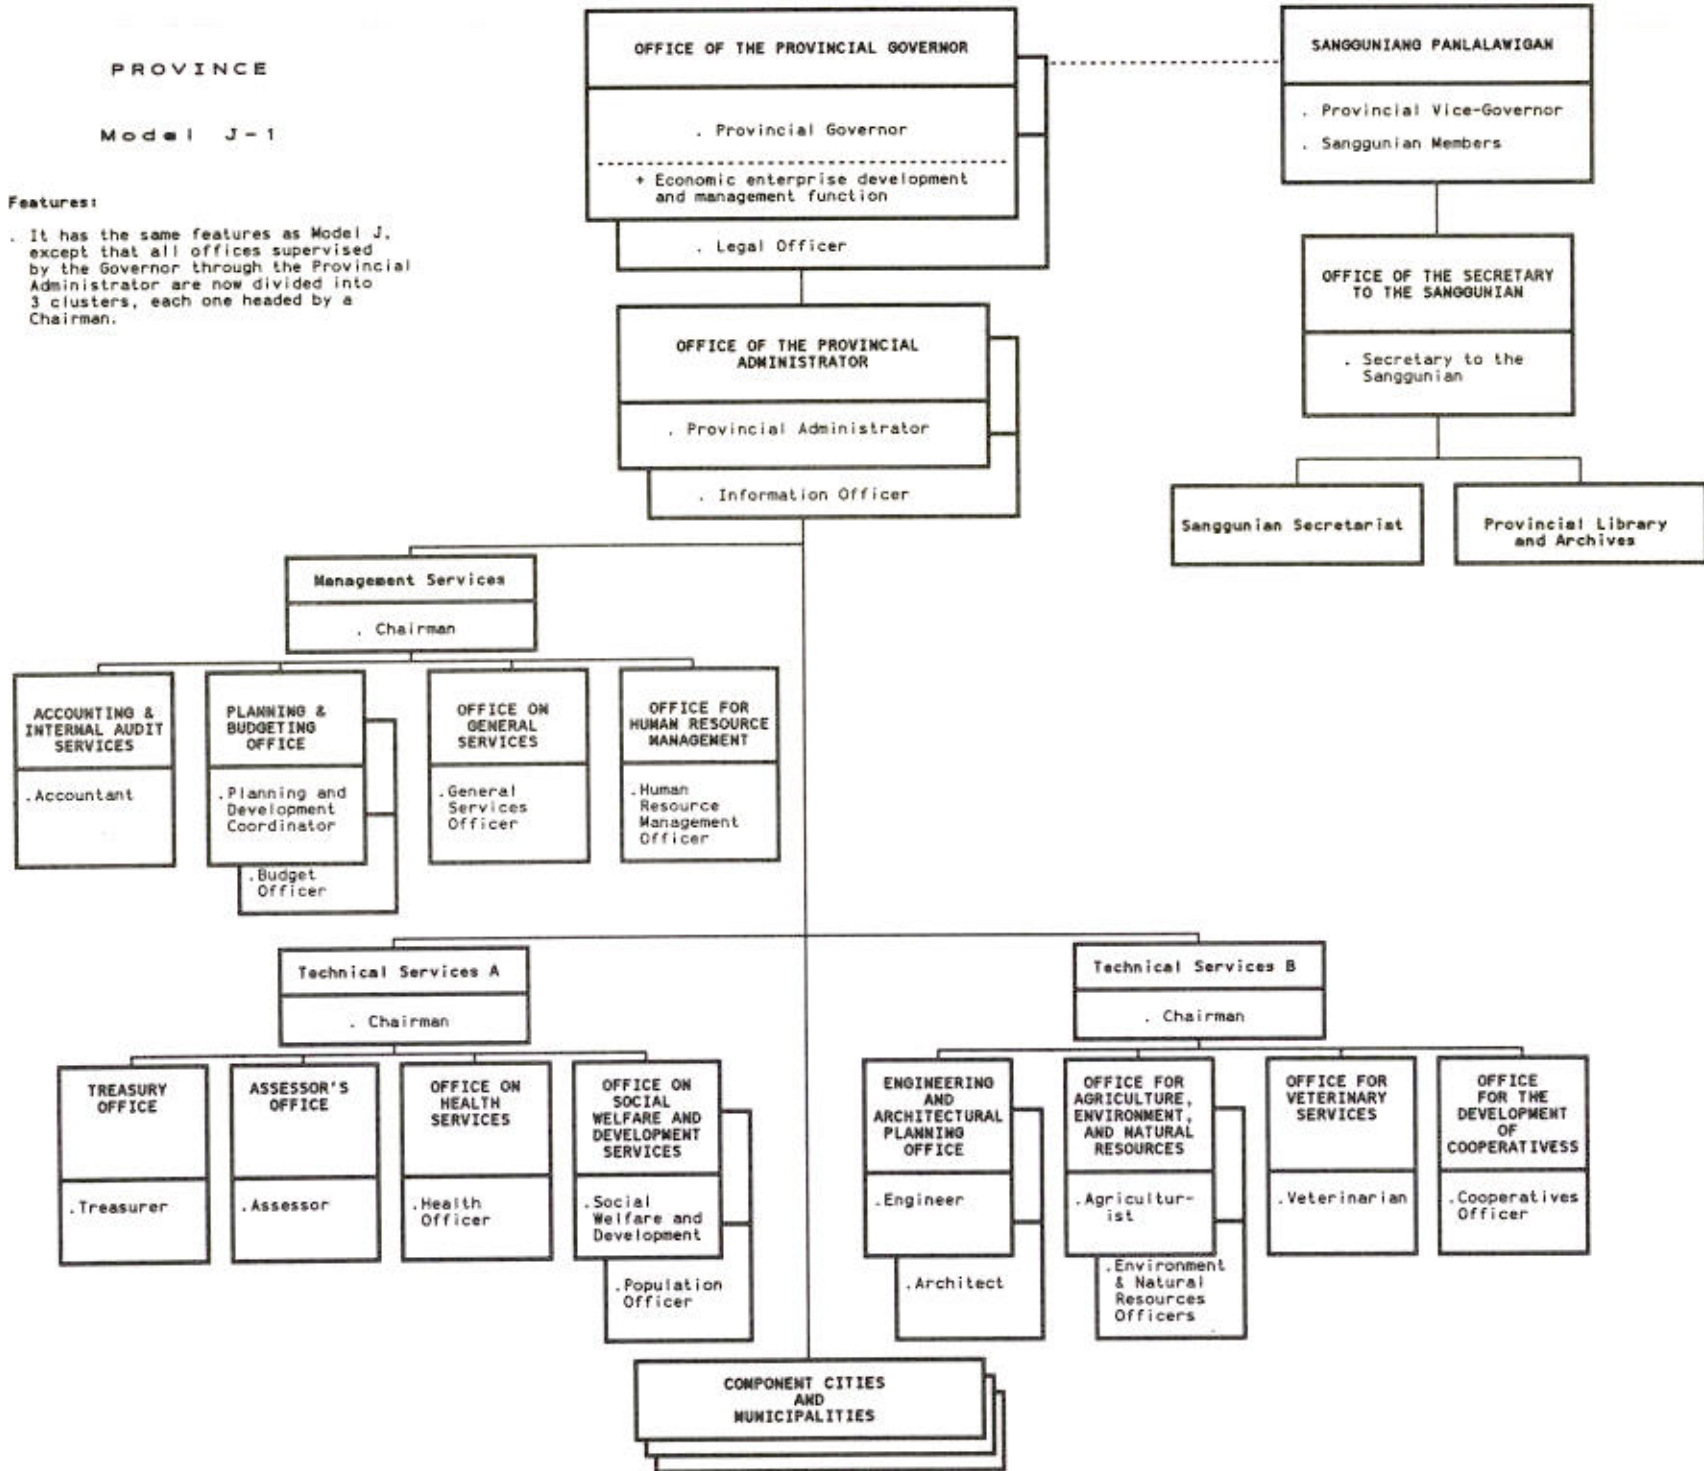 PROVINCE
Model J-1
Features:
. It has the same features as Model J,
except that all offices supervised
by the Governor through the Provincial
Administrator are now divided into
3 clusters, each one headed by a
Chairman.
OFFICE OF THE PROVINCIAL GOVERNOR
. Provincial Governor
+ Economic enterprise development
and management function
. Legal Officer
SANGGUNIANG PANLALAWIGAN
. Provincial Vice-Governor
. Sanggunian Members
OFFICE OF THE SECRETARY
TO THE SANGGUNIAN
. Secretary to the
Sanggunian
Sanggunian Secretariat
Provincial Library
and Archives
OFFICE OF THE PROVINCIAL
ADMINISTRATOR
. Provincial Administrator
. Information Officer
Management Services
. Chairman
ACCOUNTING &
INTERNAL AUDIT
SERVICES
.Accountant
PLANNING &
BUDGETING
OFFICE
.Planning and
Development
Coordinator
.Budget
Officer
OFFICE ON
GENERAL
SERVICES
.General
Services
Officer
OFFICE FOR
HUMAN RESOURCE
MANAGEMENT
.Human
Resource
Management
Officer
Technical Services A
. Chairman
TREASURY
OFFICE
.Treasurer
ASSESSOR'S
OFFICE
.Assessor
OFFICE ON
HEALTH
SERVICES
.Health
Officer
OFFICE ON
SOCIAL
WELFARE AND
DEVELOPMENT
SERVICES
.Social
Welfare and
Development
.Population
Officer
Technical Services B
. Chairman
ENGINEERING
AND
ARCHITECTURAL
PLANNING
OFFICE
.Engineer
.Architect
OFFICE FOR
AGRICULTURE,
ENVIRONMENT,
AND NATURAL
RESOURCES
.Agricultur-
ist
.Environment
& Natural
Resources
Officers
OFFICE FOR
VETERINARY
SERVICES
.Veterinarian
OFFICE
FOR THE
DEVELOPMENT
OF
COOPERATIVESS
.Cooperatives
Officer
COMPONENT CITIES
AND
MUNICIPALITIES